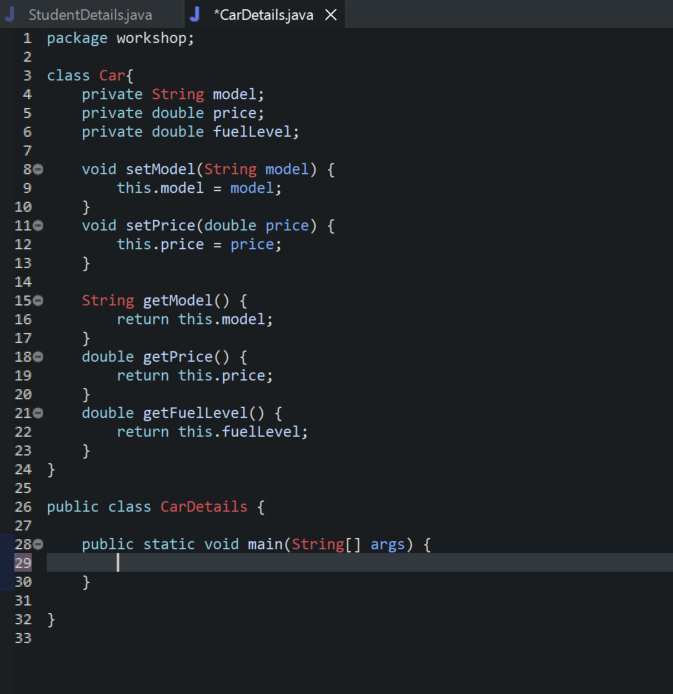 StudentDetails.java *CarDetails.java
1 package workshop;
2
3 class Car{
4 private String model;
5 private double price;
6 private double fuelLevel;
7
8 void setModel(String model) {
9 this.model = model;
10 }
11 void setPrice(double price) {
12 this.price = price;
13 }
14
15 String getModel() {
16 return this.model;
17 }
18 double getPrice() {
19 return this.price;
20 }
21 double getFuelLevel() {
22 return this.fuelLevel;
23 }
24 }
25
26 public class CarDetails {
27
28 public static void main(String[] args) {
29
30 }
31
32 }
33